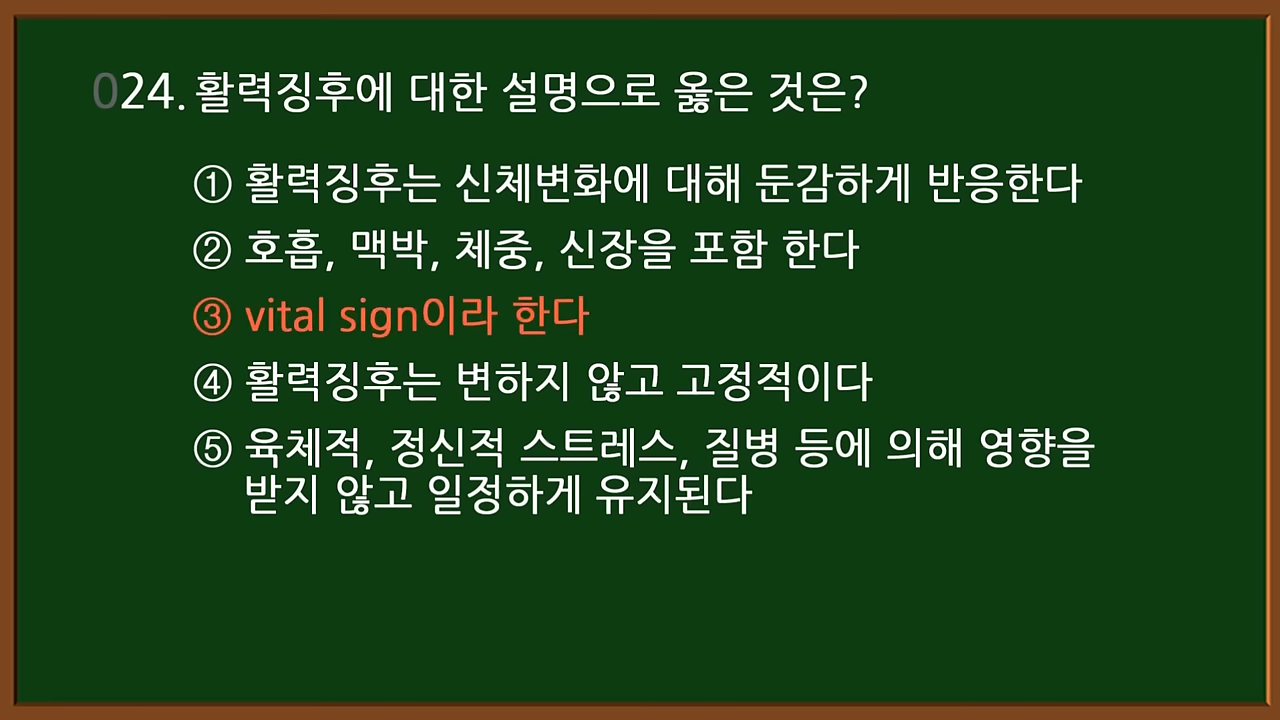 024. 활력징후에 대한 설명으로 옳은 것은?
① 활력징후는 신체변화에 대해 둔감하게 반응한다
② 호흡, 맥박, 체중, 신장을 포함 한다
③ vital sign이라 한다
④ 활력징후는 변하지 않고 고정적이다
⑤ 육체적, 정신적 스트레스, 질병 등에 의해 영향을
받지 않고 일정하게 유지된다